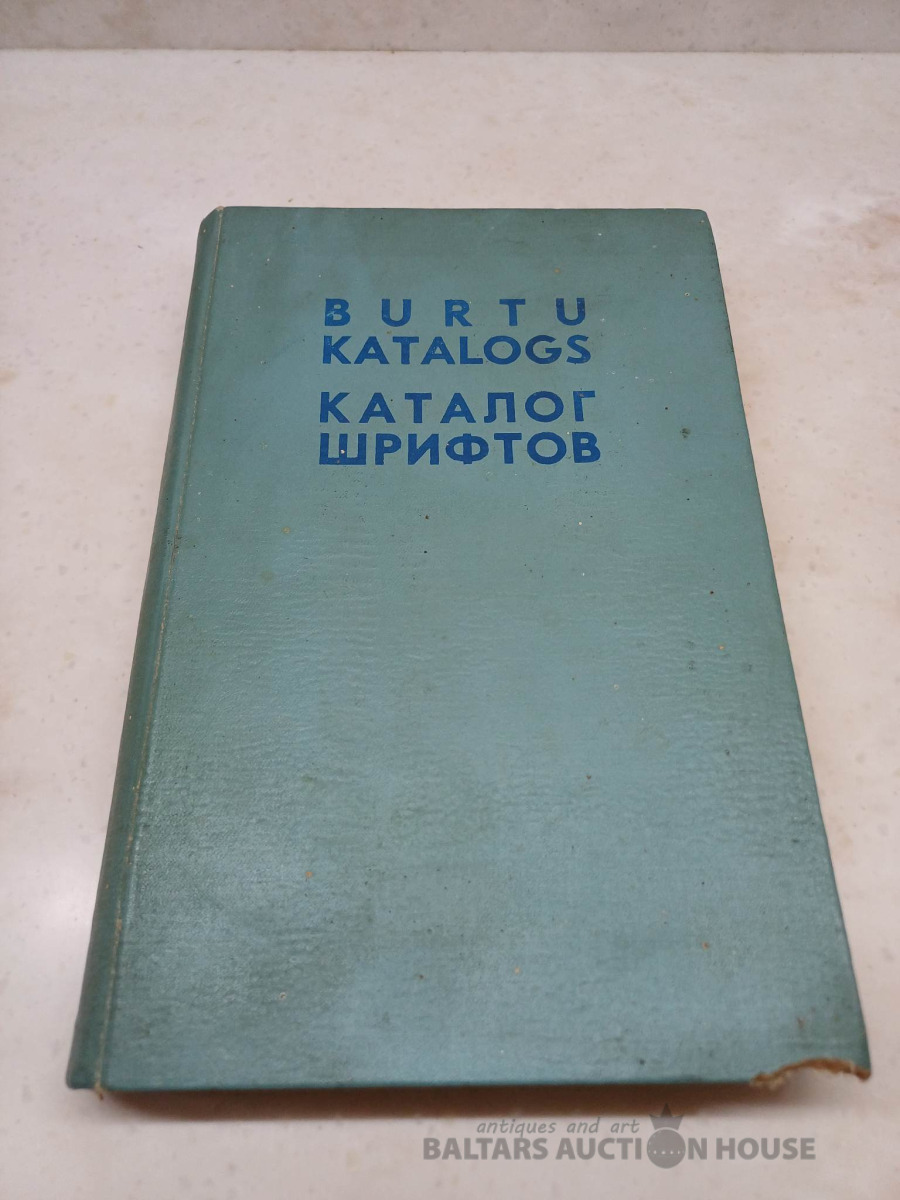 BURTU
KATALOGS
КАТАЛОГ
ШРИФТОВ
antiques and art
BALTARS AUCTION HOUSE